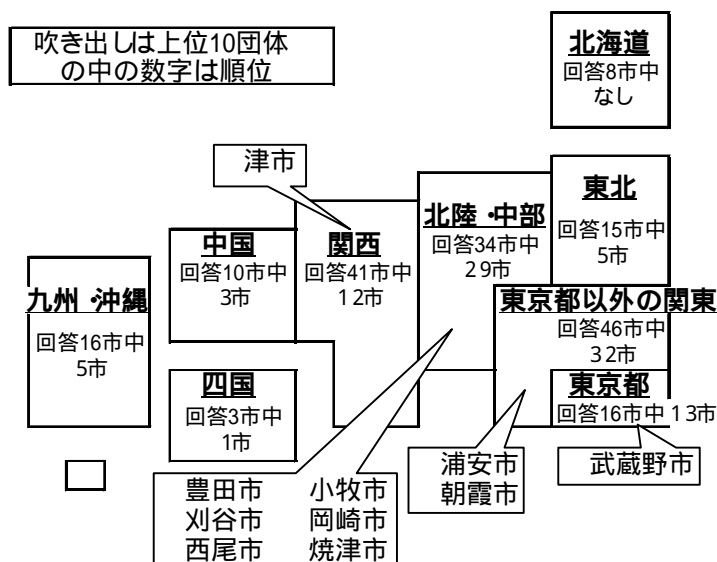 吹き出しは上位10団体
の中の数字は順位
北海道
回答8市中
なし
津市
東北
回答15市中
5市
北陸・中部
回答34市中
29市
中国
回答10市中
3市
関西
回答41市中
12市
九州・沖縄
回答16市中
5市
東京都以外の関東
回答46市中
32市
四国
回答3市中
1市
東京都
回答16市中13市
豊田市 小牧市
刈谷市 岡崎市
西尾市 焼津市
浦安市
朝霞市
武蔵野市